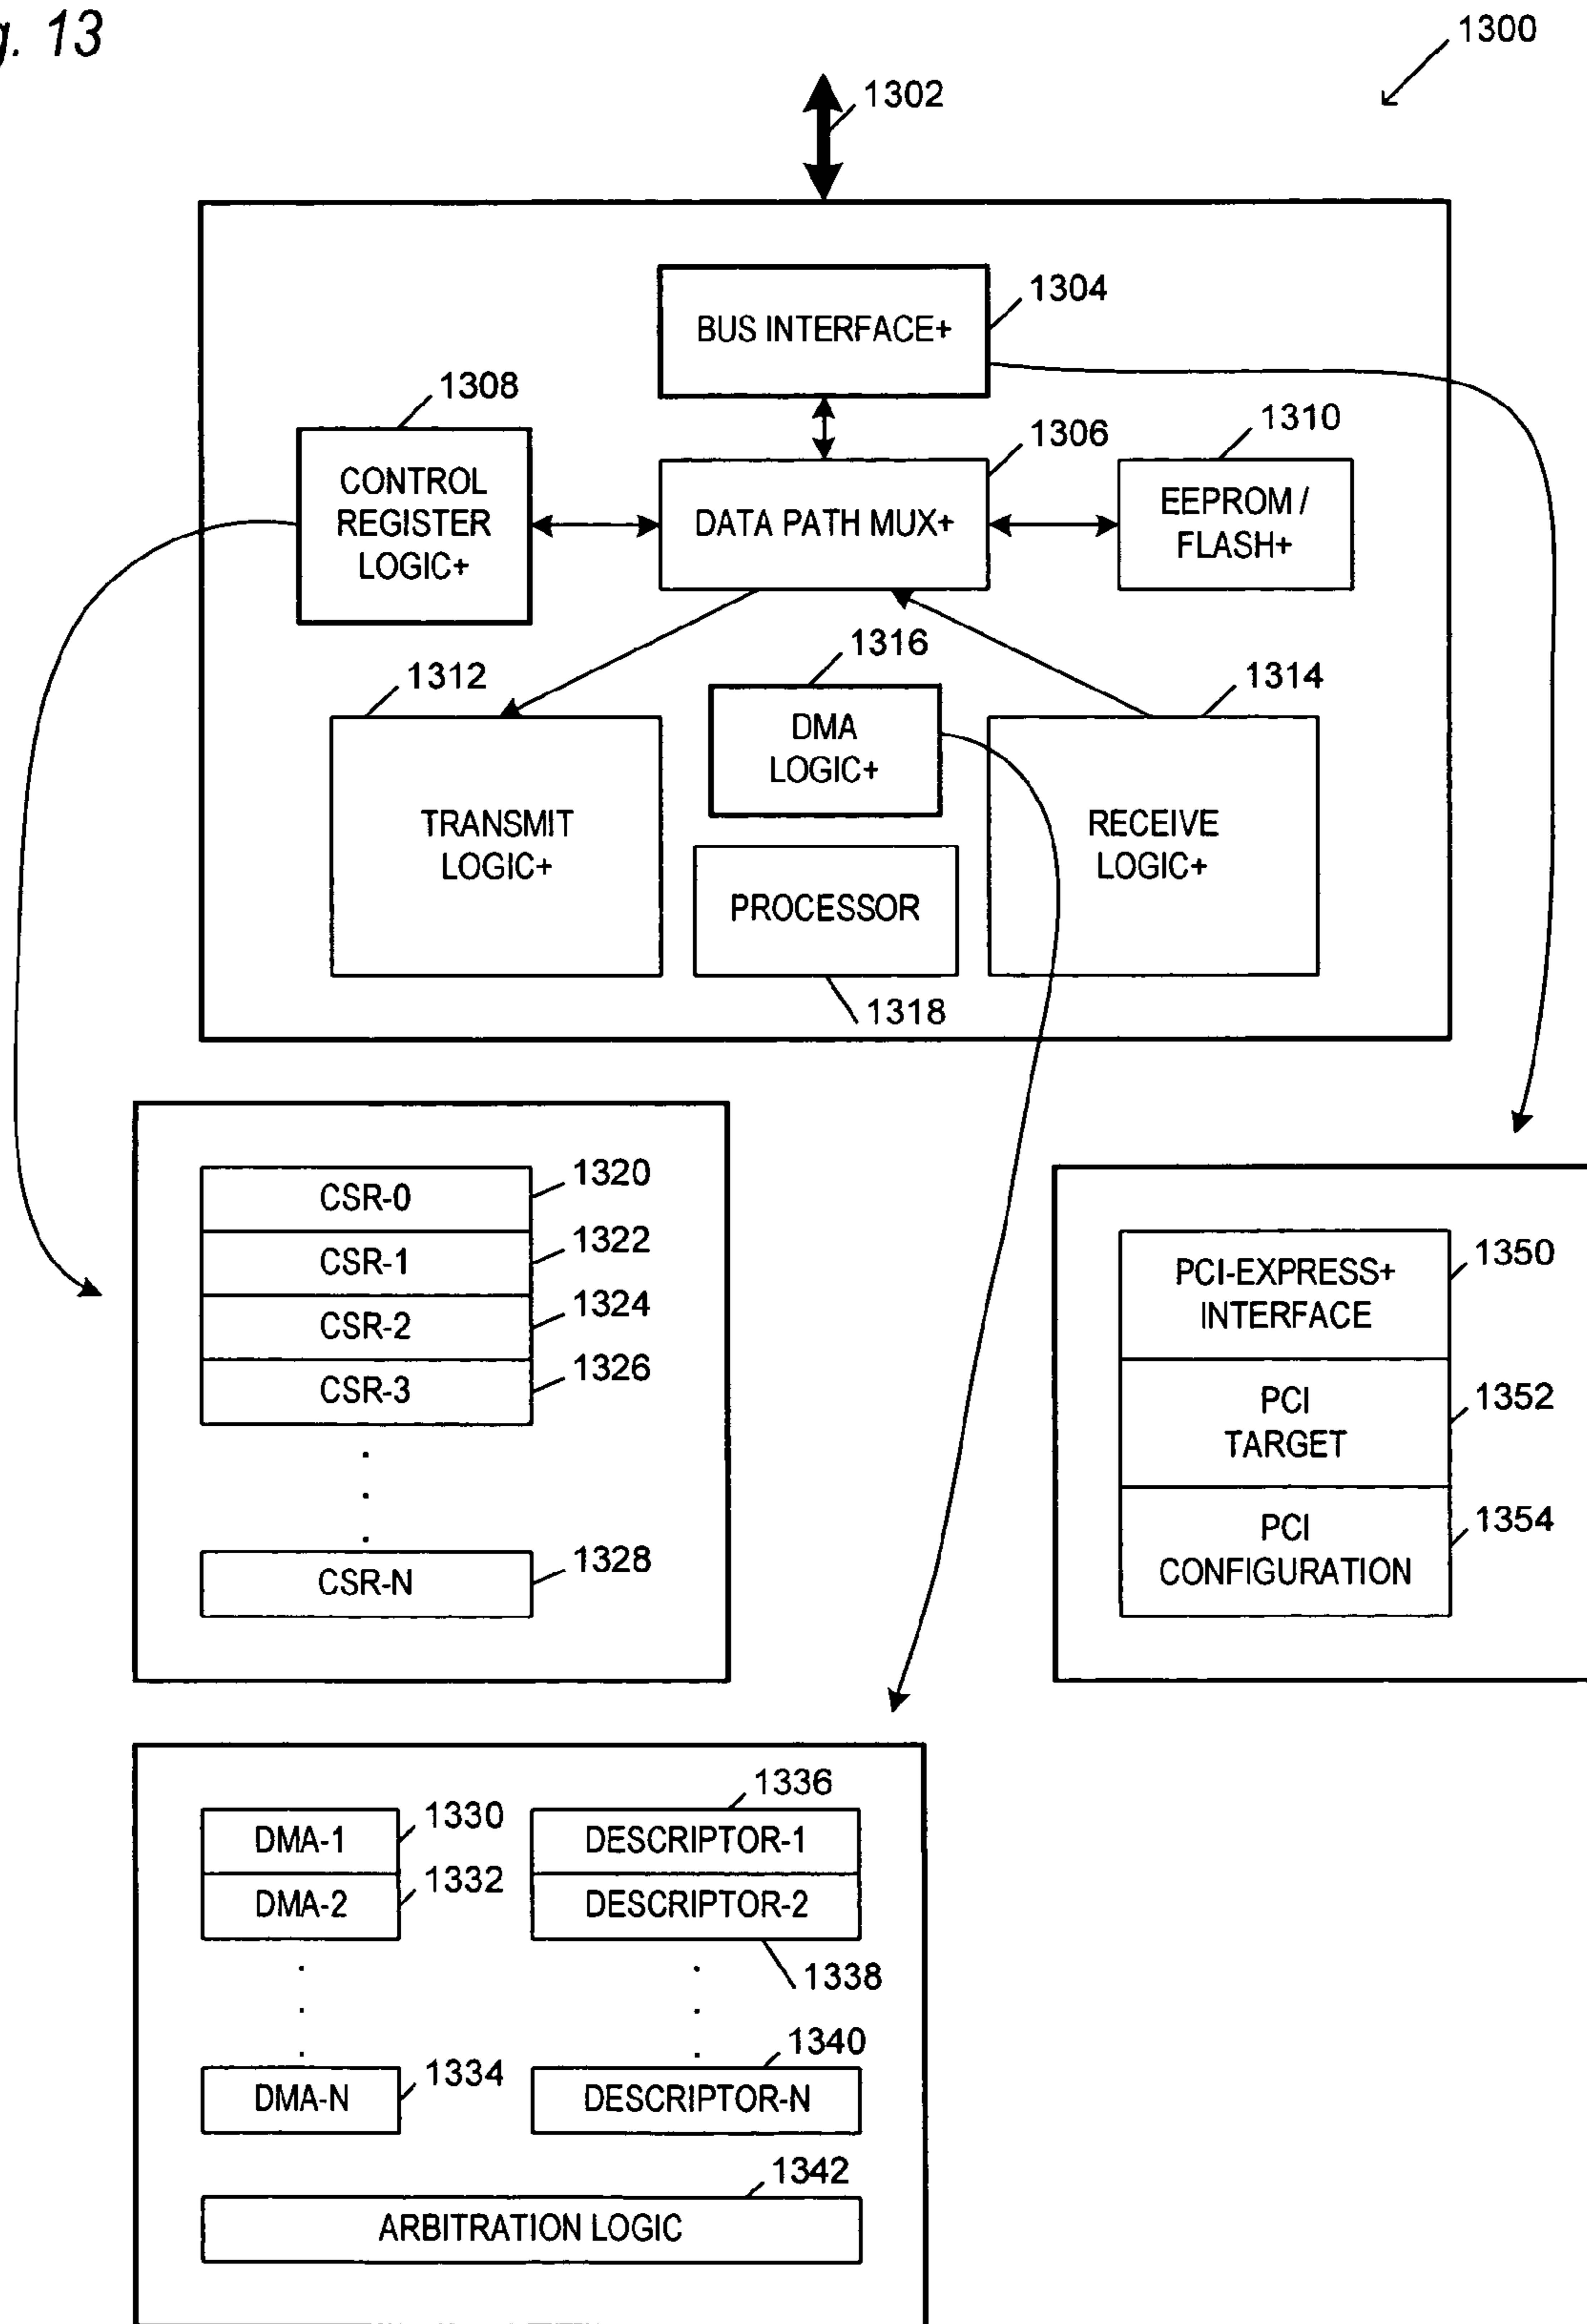 g. 13
1300
1302
BUS INTERFACE+
1304
1308
CONTROL
REGISTER
LOGIC+
DATA PATH MUX+
1306
1310
EEPROM /
FLASH+
1312
TRANSMIT
LOGIC+
1316
DMA
LOGIC+
1314
RECEIVE
LOGIC+
PROCESSOR
1318
CSR-0
1320
CSR-1
1322
CSR-2
1324
CSR-3
1326
.
.
.
CSR-N
1328
PCI-EXPRESS+
INTERFACE
1350
PCI
TARGET
1352
PCI
CONFIGURATION
1354
DMA-1
1330
DMA-2
1332
.
.
.
DMA-N
1334
1336
DESCRIPTOR-1
DESCRIPTOR-2
1338
.
.
.
1340
DESCRIPTOR-N
1342
ARBITRATION LOGIC